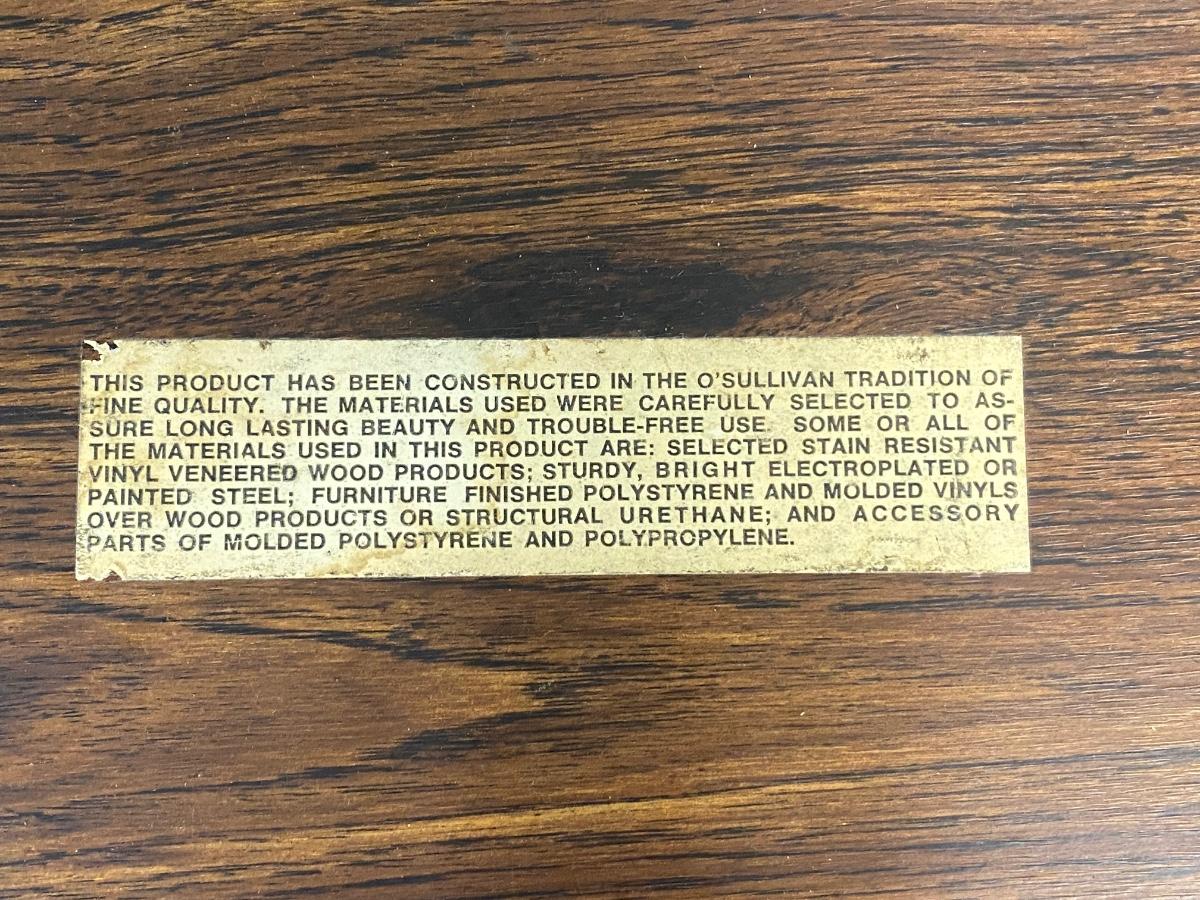 THIS PRODUCT HAS BEEN CONSTRUCTED IN THE O'SULLIVAN TRADITION OF
FINE QUALITY. THE MATERIALS USED WERE CAREFULLY SELECTED TO AS-
SURE LONG LASTING BEAUTY AND TROUBLE-FREE USE. SOME OR ALL OF
THE MATERIALS USED IN THIS PRODUCT ARE: SELECTED STAIN RESISTANT
VINYL VENEERED WOOD PRODUCTS; STURDY, BRIGHT ELECTROPLATED OR
PAINTED STEEL; FURNITURE FINISHED POLYSTYRENE AND MOLDED VINYLS
OVER WOOD PRODUCTS OR STRUCTURAL URETHANE; AND ACCESSORY
PARTS OF MOLDED POLYSTYRENE AND POLYPROPYLENE.